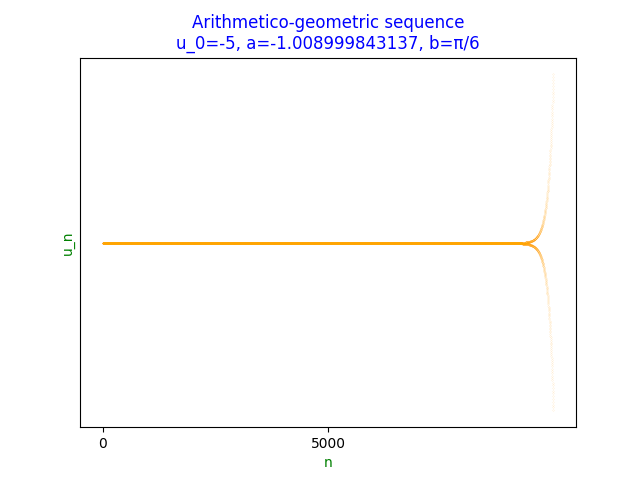 Arithmetico-geometric sequence
u_0=-5, a=-1.008999843137, b=π/6
u_n
0
5000
n